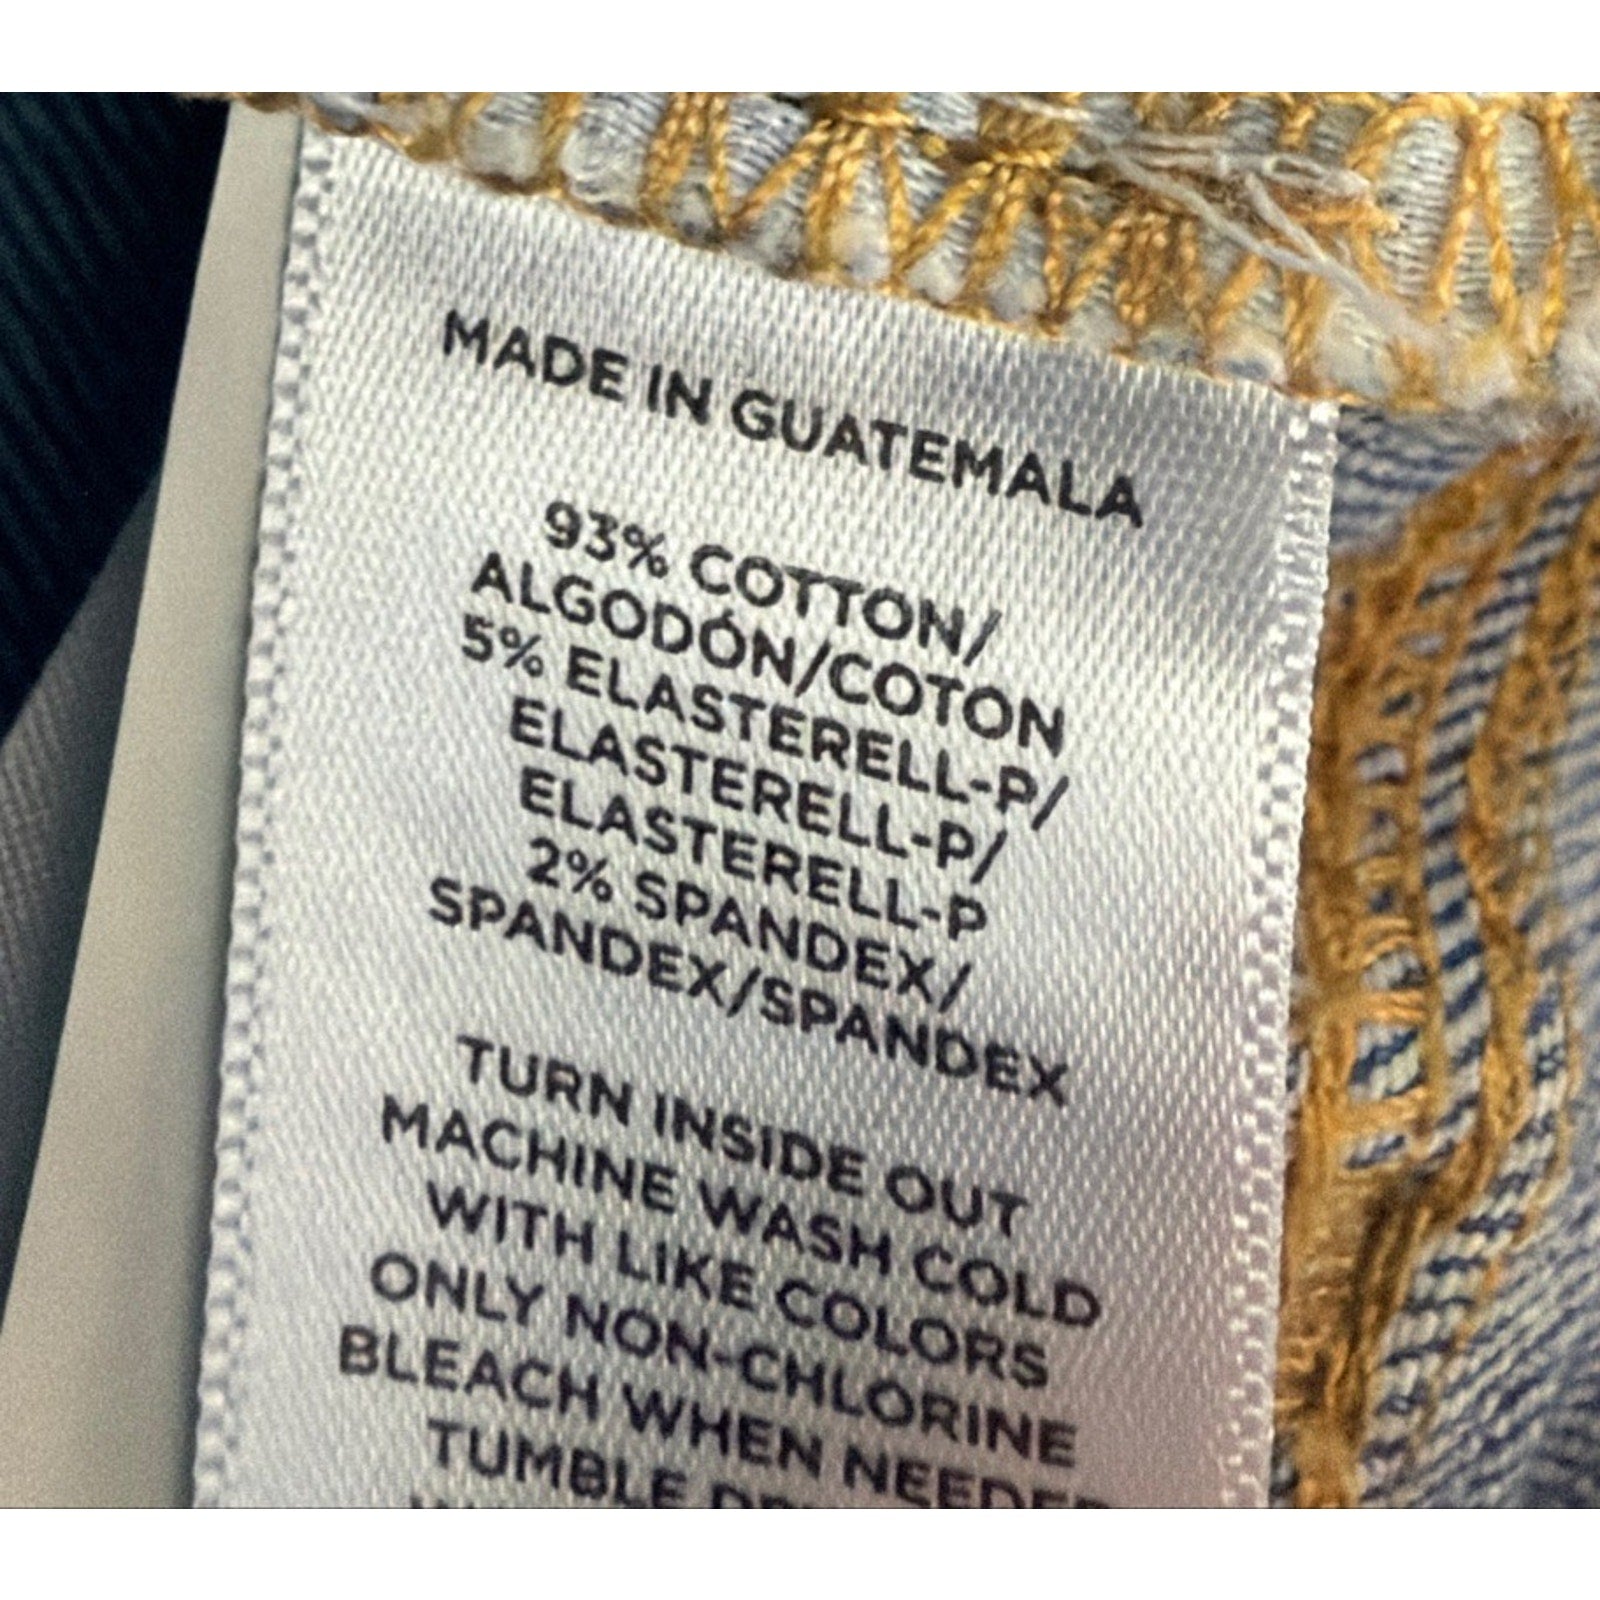 MADE IN GUATEMALA
93% COTTON/
ALGODÓN/COTON
5% ELASTERELL-P/
ELASTERELL-P/
ELASTERELL-P
2% SPANDEX/
SPANDEX/SPANDEX
TURN INSIDE OUT
MACHINE WASH COLD
WITH LIKE COLORS
ONLY NON-CHLORINE
BLEACH WHEN NEEDED
TUMBLE